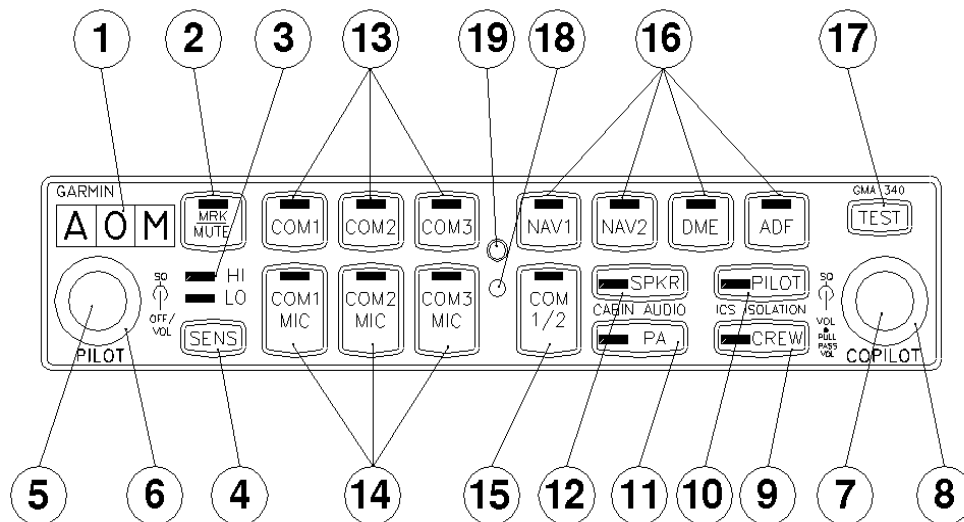 1 2 3 13 19 18 16 17
GARMIN
GMA 340
A O M
MRK
MUTE
COM1
COM2
COM3
NAV1
NAV2
DME
ADF
TEST
SQ
OFF/
VOL
PILOT
HI
LO
SENS
COM1
MIC
COM2
MIC
COM3
MIC
COM
1/2
SPKR
CABIN AUDIO
PA
PILOT
ICS ISOLATION
CREW
SQ
VOL
PULL
PASS
VOL
COPILOT
5 6 4 14 15 12 11 10 9 7 8